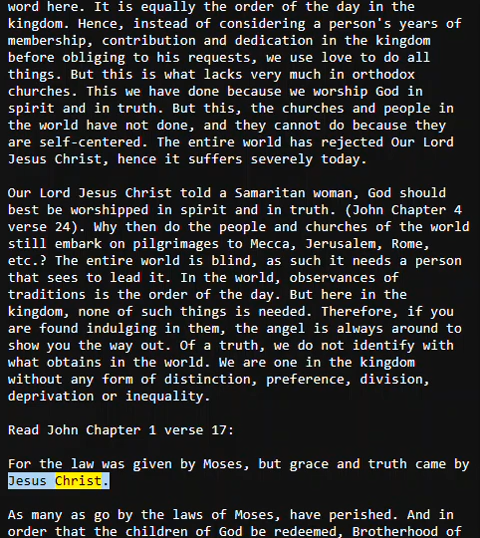 word here. It is equally the order of the day in the
kingdom. Hence, instead of considering a person's years of
membership, contribution and dedication in the kingdom
before obliging to his requests, we use love to do all
things. But this is what lacks very much in orthodox
churches. This we have done because we worship God in
spirit and in truth. But this, the churches and people in
the world have not done, and they cannot do because they
are self-centered. The entire world has rejected Our Lord
Jesus Christ, hence it suffers severely today.
Our Lord Jesus Christ told a Samaritan woman, God should
best be worshipped in spirit and in truth. (John Chapter 4
verse 24). Why then do the people and churches of the world
still embark on pilgrimages to Mecca, Jerusalem, Rome,
etc.? The entire world is blind, as such it needs a person
that sees to lead it. In the world, observances of
traditions is the order of the day. But here in the
kingdom, none of such things is needed. Therefore, if you
are found indulging in them, the angel is always around to
show you the way out. Of a truth, we do not identify with
what obtains in the world. We are one in the kingdom
without any form of distinction, preference, division,
deprivation or inequality.
Read John Chapter 1 verse 17:
For the law was given by Moses, but grace and truth came by
Jesus Christ.
As many as go by the laws of Moses, have perished. And in
order that the children of God be redeemed, Brotherhood of